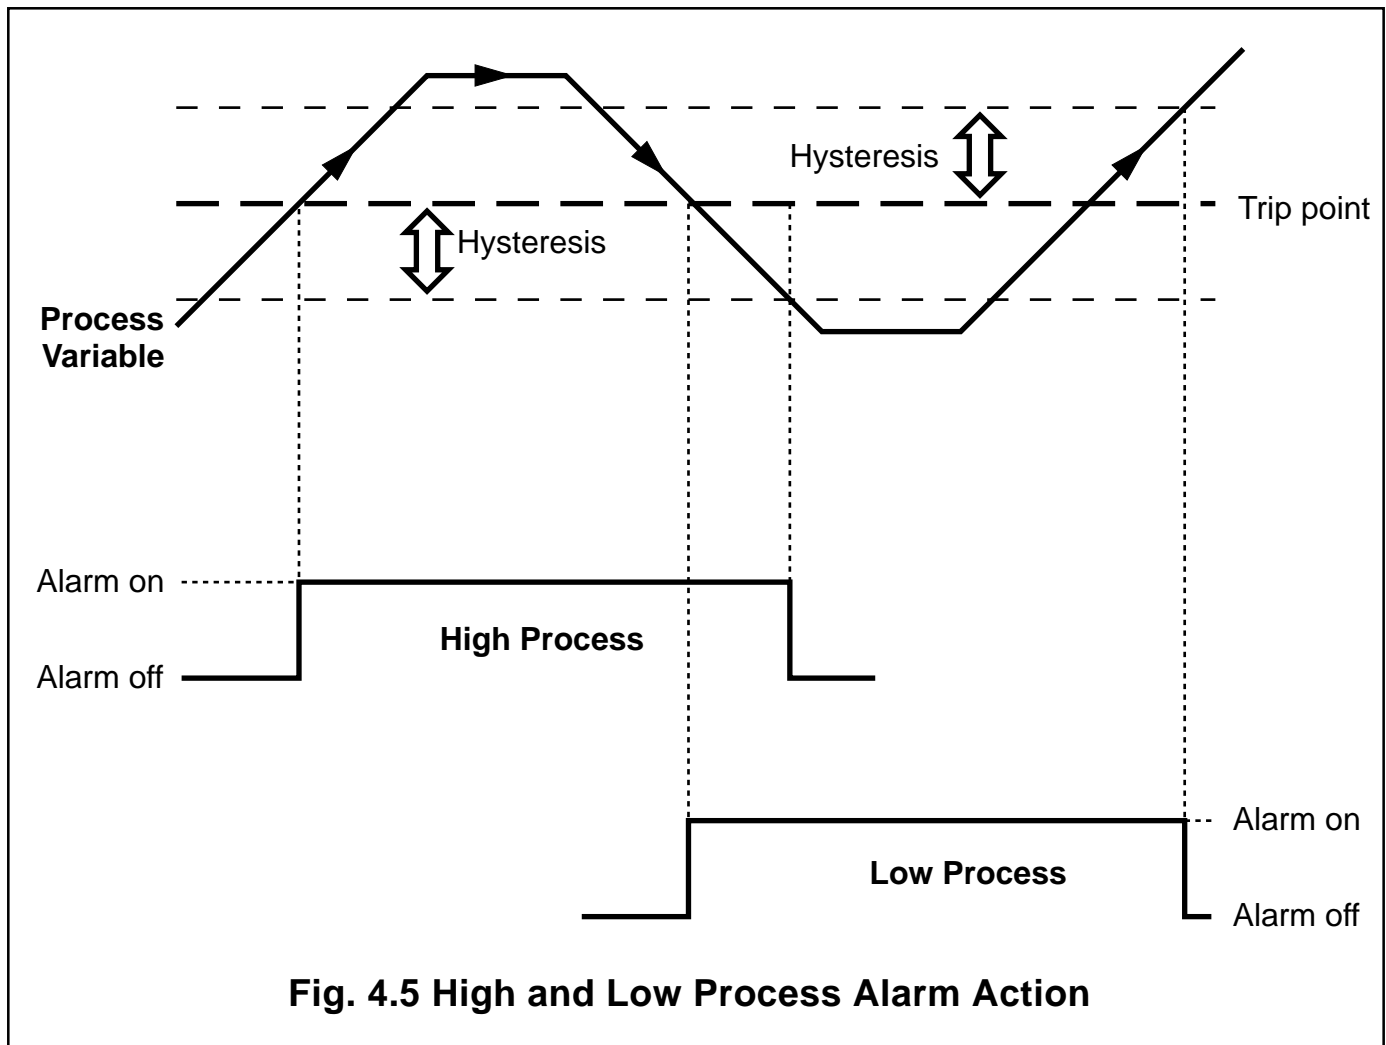 Hysteresis
Trip point
Hysteresis
Process
Variable
Alarm on
High Process
Alarm off
Alarm on
Low Process
Alarm off
Fig. 4.5 High and Low Process Alarm Action